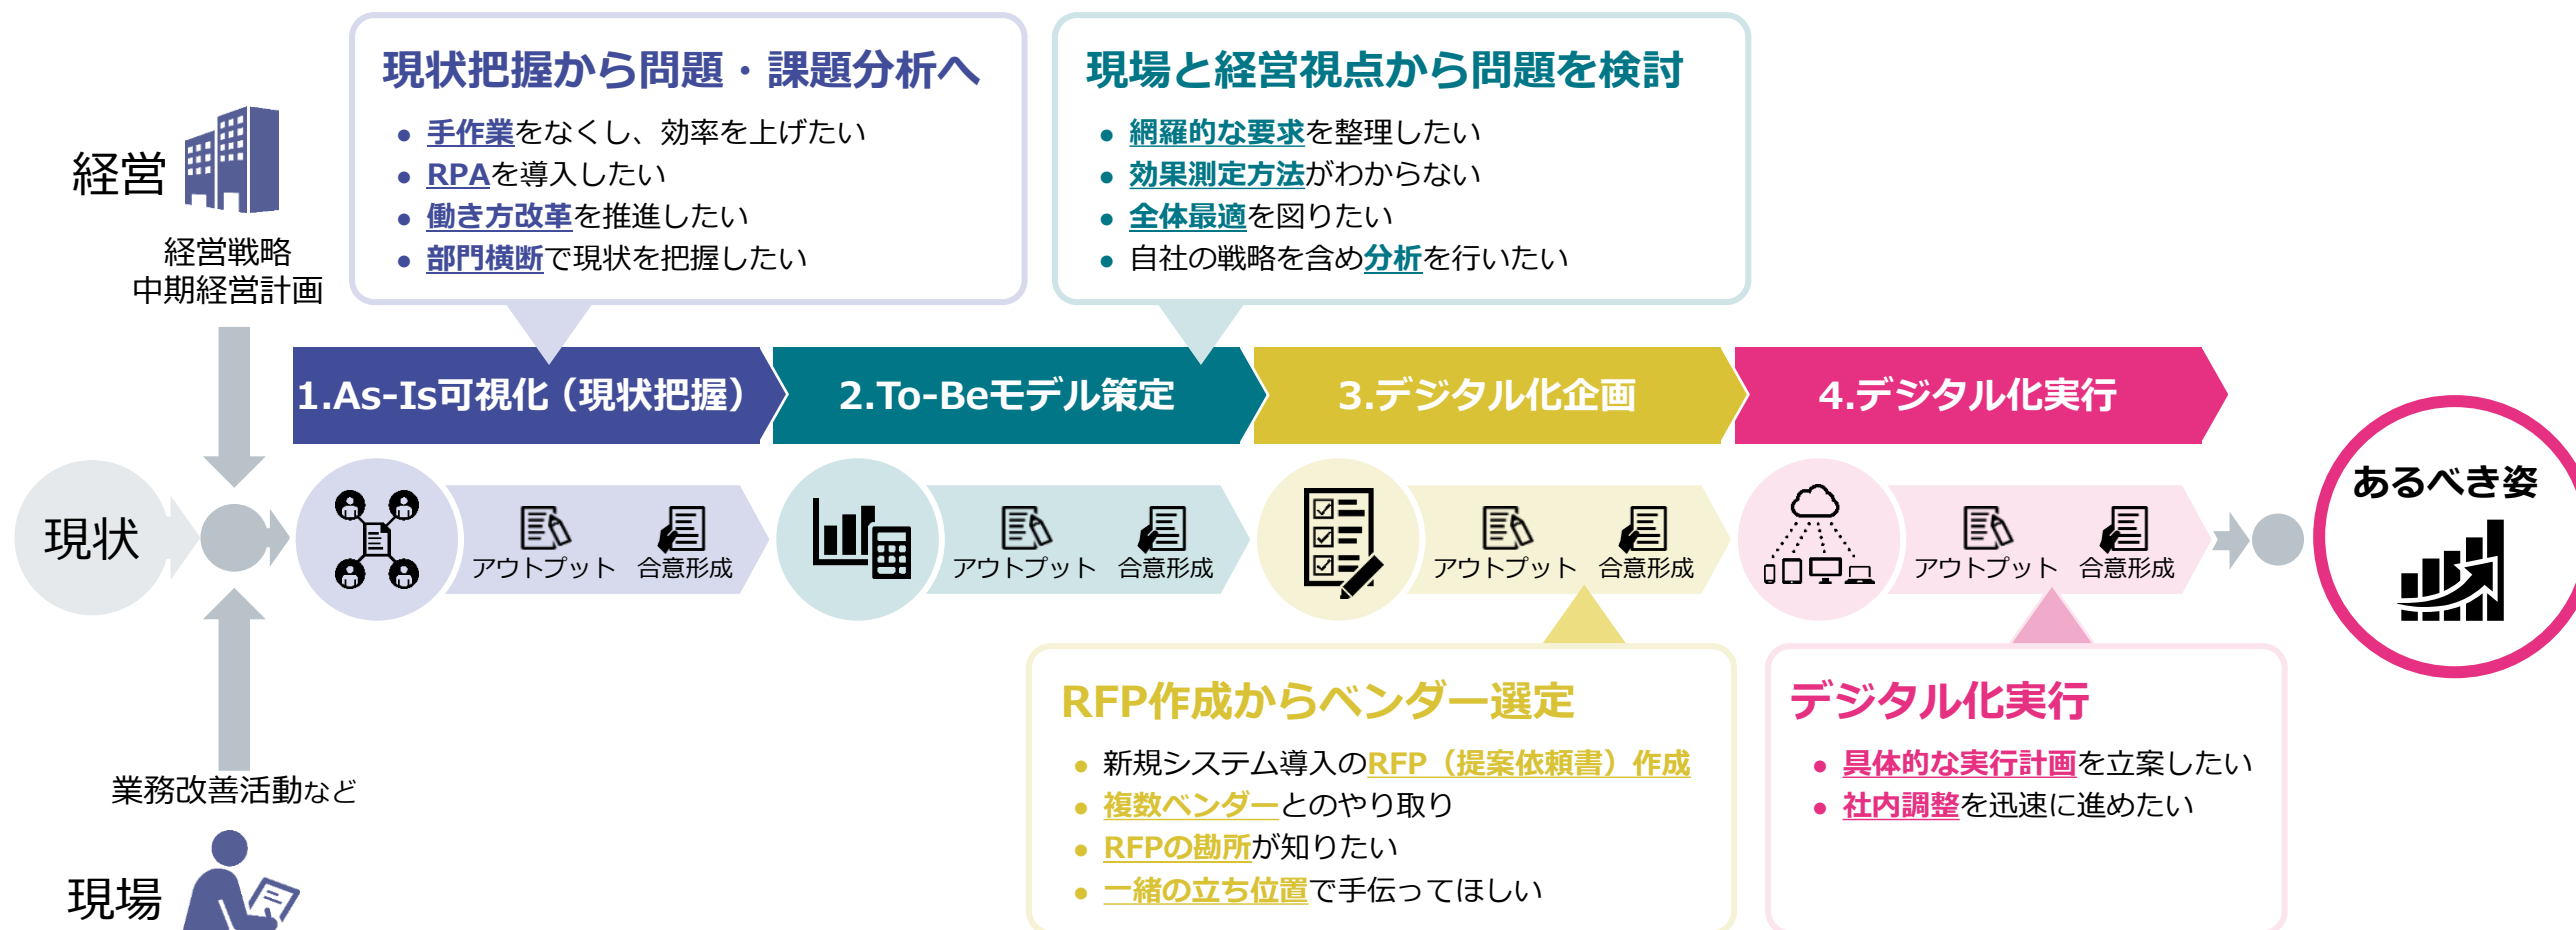 経営
経営戦略
中期経営計画
現状把握から問題・課題分析へ
● 手作業をなくし、効率を上げたい
● RPAを導入したい
● 働き方改革を推進したい
● 部門横断で現状を把握したい
現場と経営視点から問題を検討
● 網羅的な要求を整理したい
● 効果測定方法がわからない
● 全体最適を図りたい
● 自社の戦略を含め分析を行いたい
1.As-Is可視化（現状把握）
2.To-Beモデル策定
3.デジタル化企画
4.デジタル化実行
現状
アウトプット
合意形成
アウトプット
合意形成
アウトプット
合意形成
アウトプット
合意形成
あるべき姿
業務改善活動など
現場
RFP作成からベンダー選定
● 新規システム導入のRFP（提案依頼書）作成
● 複数ベンダーとのやり取り
● RFPの勘所が知りたい
● 一緒の立ち位置で手伝ってほしい
デジタル化実行
● 具体的な実行計画を立案したい
● 社内調整を迅速に進めたい